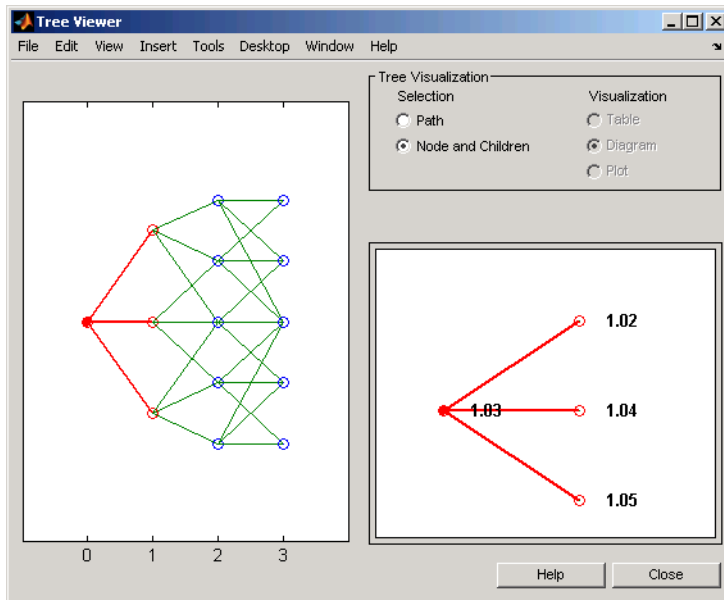 Tree Viewer
File Edit View Insert Tools Desktop Window Help
Tree Visualization
Selection Visualization
Path Table
Node and Children Diagram
Plot
1.02
1.03 1.04
1.05
0 1 2 3
Help Close